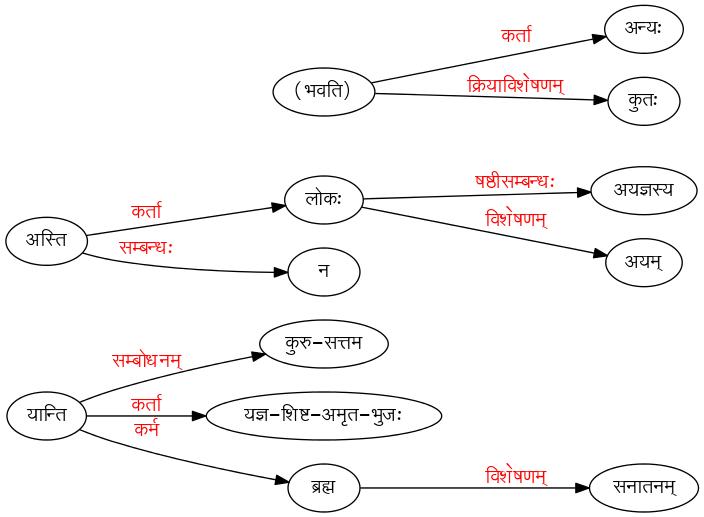 अन्यः
कर्ता
(भवति)
क्रियाविशेषणम्
कुतः
षष्ठीसम्बन्धः
अयज्ञस्य
लोकः
कर्ता
विशेषणम्
अस्ति
सम्बन्धः
अयम्
न
कुरु-सत्तम
सम्बोधनम्
कर्ता
यान्ति
यज्ञ-शिष्ट-अमृत-भुजः
कर्म
विशेषणम्
ब्रह्म
सनातनम्